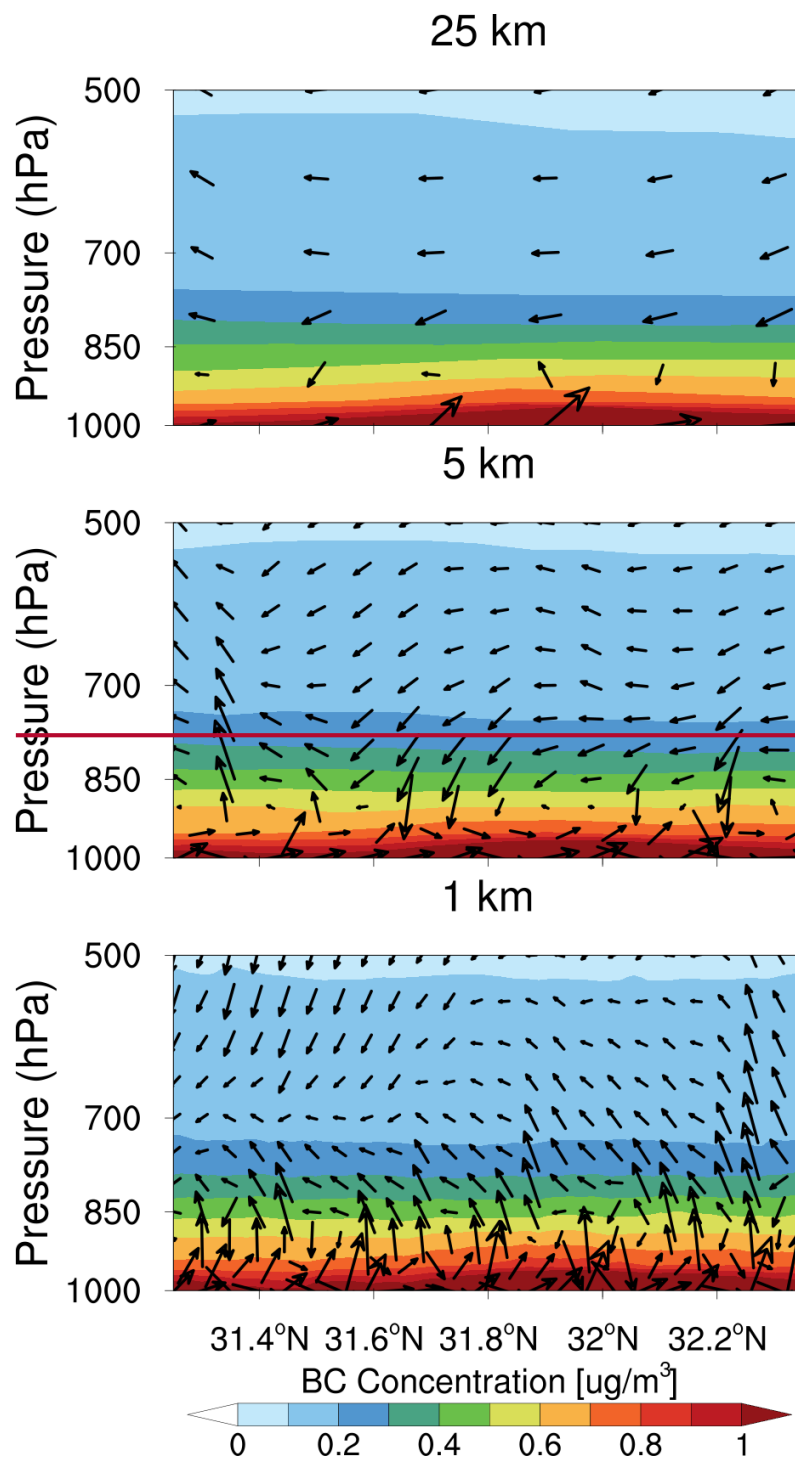 25 km
500
700
850
1000
Pressure (hPa)
5 km
500
700
850
1000
Pressure (hPa)
1 km
500
700
850
1000
Pressure (hPa)
31.4°N 31.6°N 31.8°N 32°N 32.2°N
BC Concentration [ug/m³]
0 0.2 0.4 0.6 0.8 1